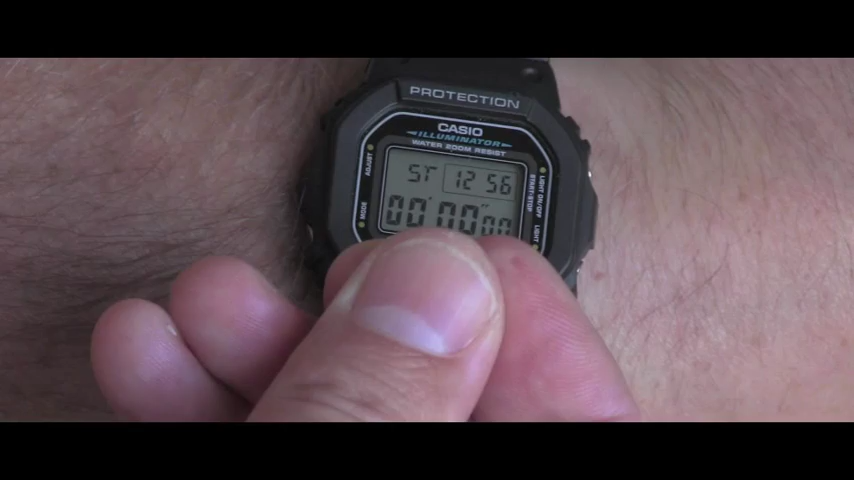 PROTECTION
CASIO
ILLUMINATOR
WATER 200M RESIST
ADJUST
MODE
LIGHT ON/OFF
START·STOP
LIGHT
ST 12 56
00' 00" 00